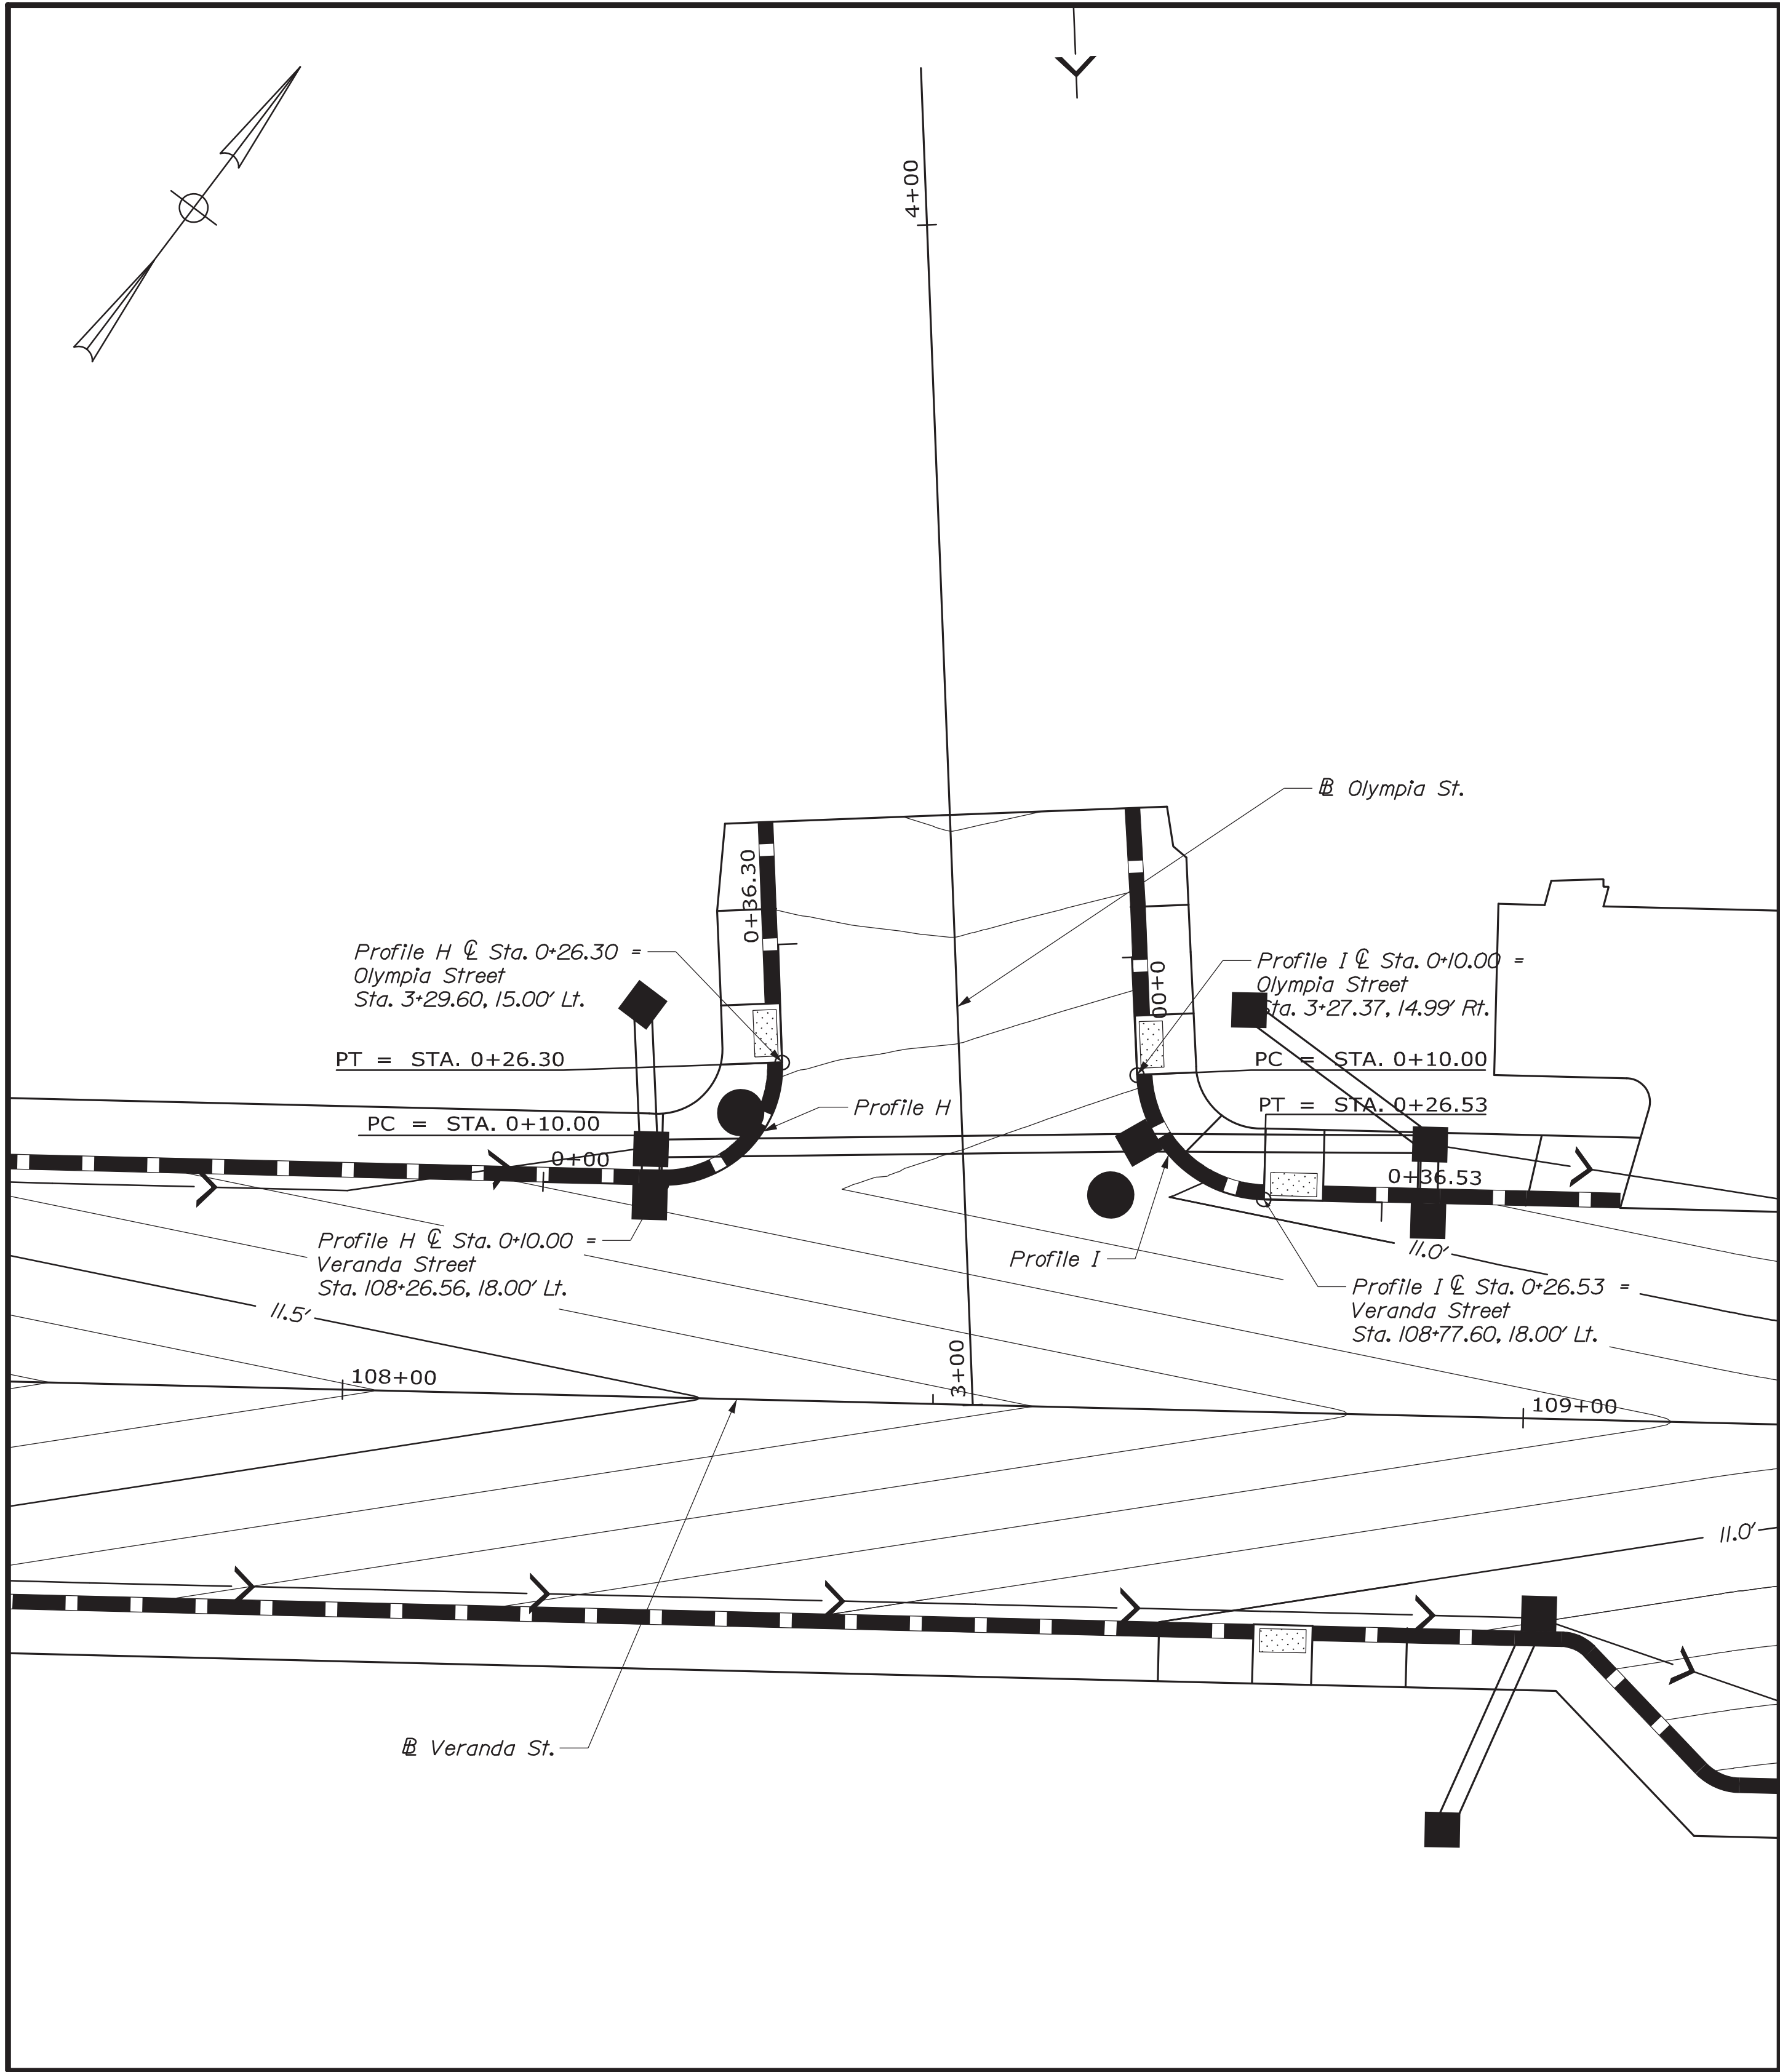 4+00
℄ Olympia St.
0+36.30
Profile H ℄ Sta. 0+26.30 =
Olympia Street
Sta. 3+29.60, 15.00' Lt.
0+00
Profile I ℄ Sta. 0+10.00 =
Olympia Street
Sta. 3+27.37, 14.99' Rt.
PT = STA. 0+26.30
PC = STA. 0+10.00
PT = STA. 0+26.53
Profile H
PC = STA. 0+10.00
0+00
0+36.53
Profile H ℄ Sta. 0+10.00 =
Veranda Street
Sta. 108+26.56, 18.00' Lt.
Profile I
11.0'
Profile I ℄ Sta. 0+26.53 =
Veranda Street
Sta. 108+77.60, 18.00' Lt.
11.5'
3+00
108+00
109+00
11.0'
BL Veranda St.